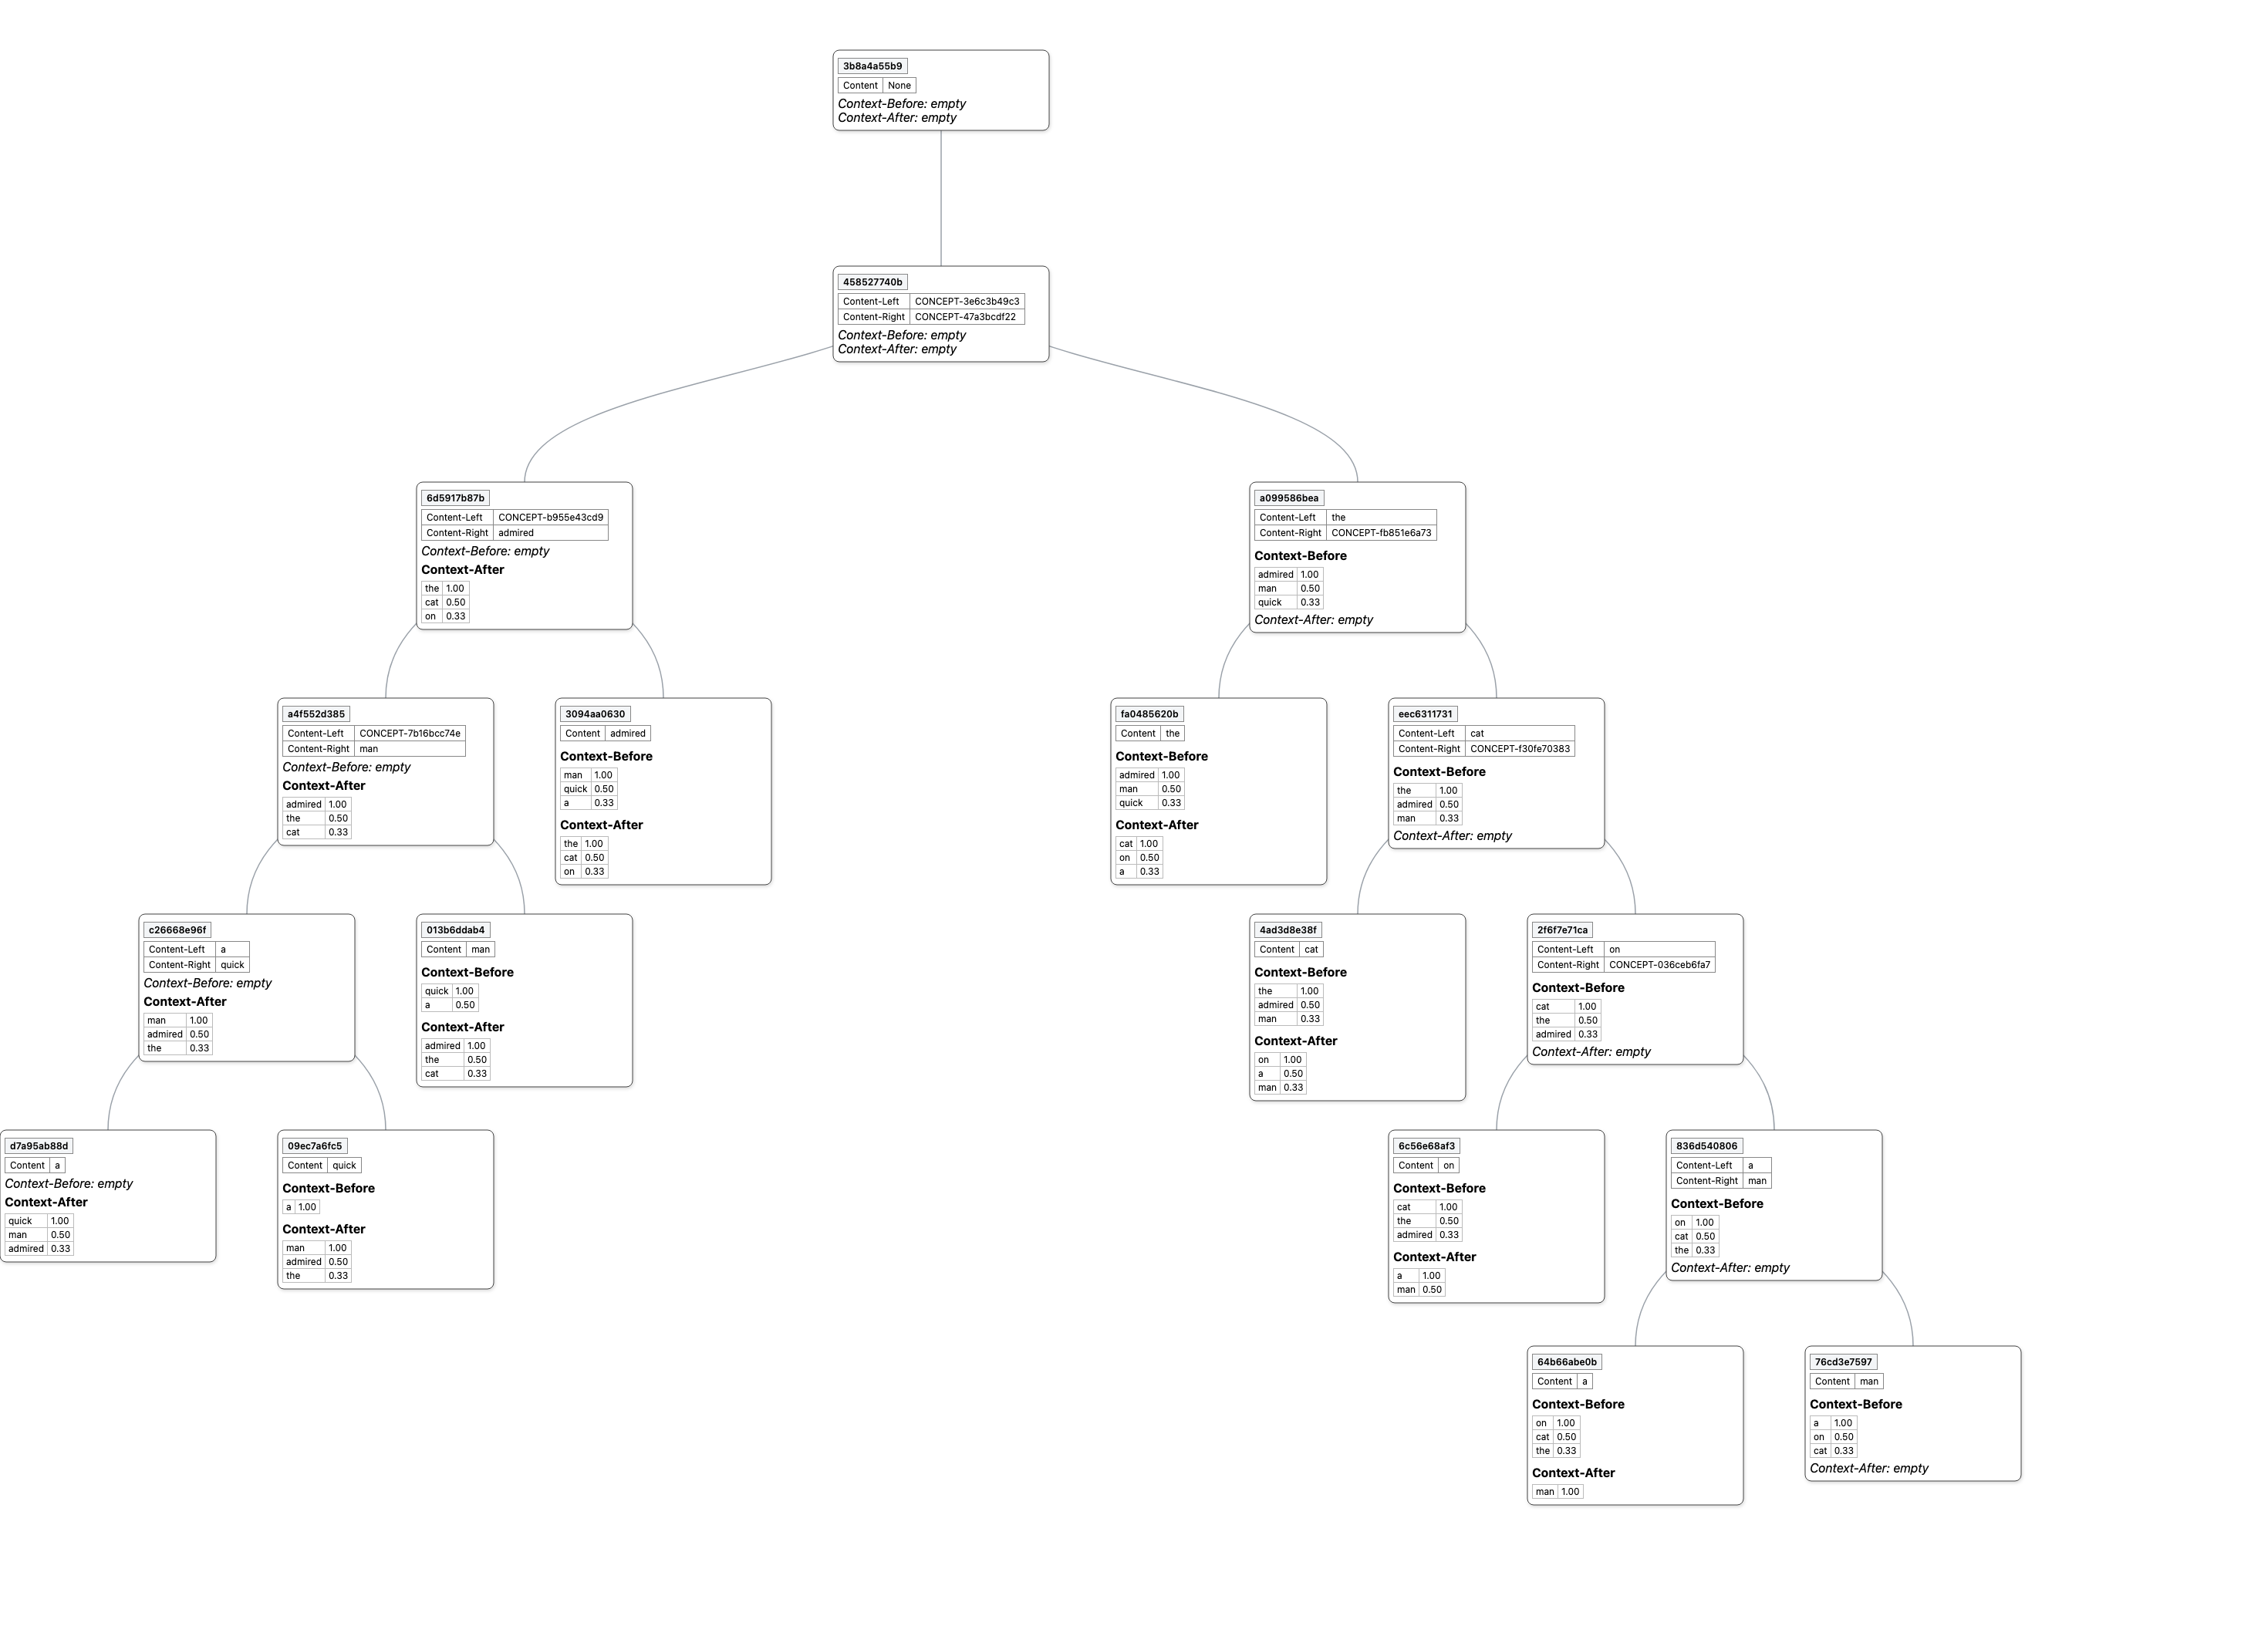 3b8a4a55b9
Content None
Context-Before: empty
Context-After: empty
458527740b
Content-Left CONCEPT-3e6c3b49c3
Content-Right CONCEPT-47a3bcdf22
Context-Before: empty
Context-After: empty
6d5917b87b
Content-Left CONCEPT-b955e43cd9
Content-Right admired
Context-Before: empty
Context-After
the 1.00
cat 0.50
on 0.33
a099586bea
Content-Left the
Content-Right CONCEPT-fb851e6a73
Context-Before
admired 1.00
man 0.50
quick 0.33
Context-After: empty
a4f552d385
Content-Left CONCEPT-7b16bcc74e
Content-Right man
Context-Before: empty
Context-After
admired 1.00
the 0.50
cat 0.33
3094aa0630
Content admired
Context-Before
man 1.00
quick 0.50
a 0.33
Context-After
the 1.00
cat 0.50
on 0.33
fa0485620b
Content the
Context-Before
admired 1.00
man 0.50
quick 0.33
Context-After
cat 1.00
on 0.50
a 0.33
eec6311731
Content-Left cat
Content-Right CONCEPT-f30fe70383
Context-Before
the 1.00
admired 0.50
man 0.33
Context-After: empty
c26668e96f
Content-Left a
Content-Right quick
Context-Before: empty
Context-After
man 1.00
admired 0.50
the 0.33
013b6ddab4
Content man
Context-Before
quick 1.00
a 0.50
Context-After
admired 1.00
the 0.50
cat 0.33
4ad3d8e38f
Content cat
Context-Before
the 1.00
admired 0.50
man 0.33
Context-After
on 1.00
a 0.50
man 0.33
2f6f7e71ca
Content-Left on
Content-Right CONCEPT-036ceb6fa7
Context-Before
cat 1.00
the 0.50
admired 0.33
Context-After: empty
d7a95ab88d
Content a
Context-Before: empty
Context-After
quick 1.00
man 0.50
admired 0.33
09ec7a6fc5
Content quick
Context-Before
a 1.00
Context-After
man 1.00
admired 0.50
the 0.33
6c56e68af3
Content on
Context-Before
cat 1.00
the 0.50
admired 0.33
Context-After
a 1.00
man 0.50
836d540806
Content-Left a
Content-Right man
Context-Before
on 1.00
cat 0.50
the 0.33
Context-After: empty
64b66abe0b
Content a
Context-Before
on 1.00
cat 0.50
the 0.33
Context-After
man 1.00
76cd3e7597
Content man
Context-Before
a 1.00
on 0.50
cat 0.33
Context-After: empty